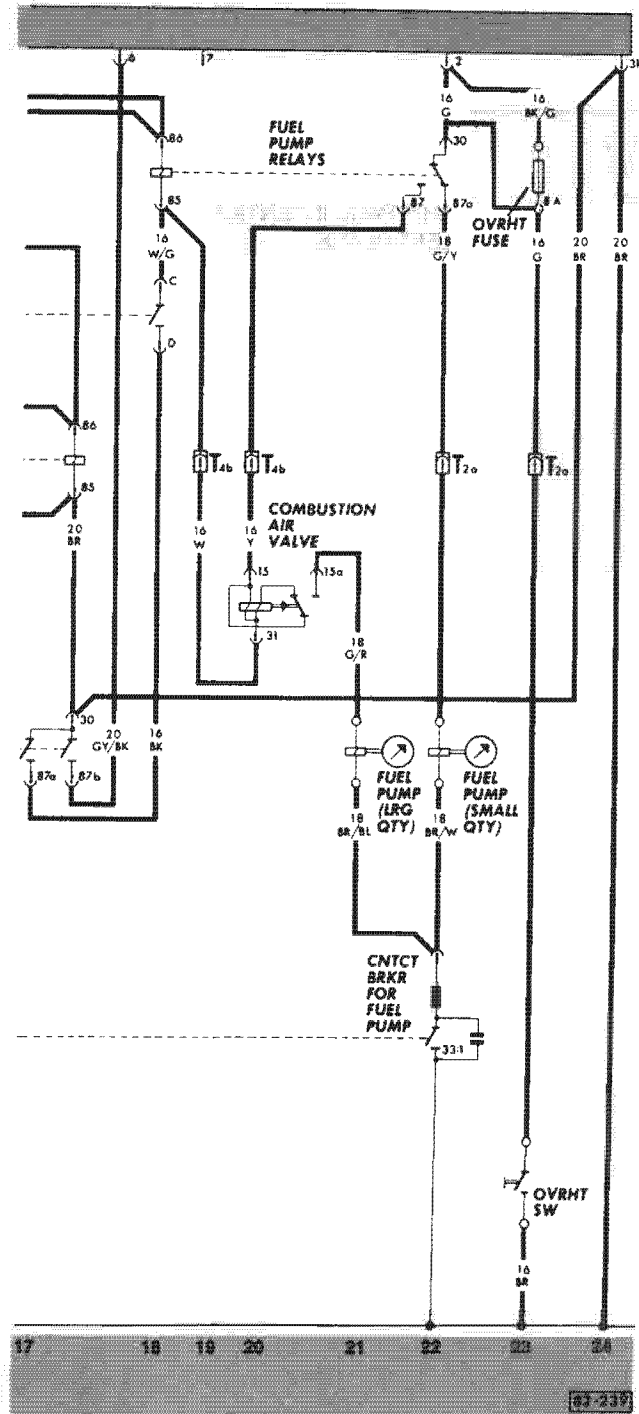 6
7
2
31
86
FUEL
PUMP
RELAYS
16
G
16
BK/G
30
85
87
87a
OVRHT
FUSE
8 A
16
W/G
18
G/Y
16
G
20
BR
20
BR
C
D
86
T4b
T4b
T2a
T2a
85
20
BR
16
W
16
Y
COMBUSTION
AIR
VALVE
15
15a
31
18
G/R
30
20
GY/BK
16
BK
87a
87b
FUEL
PUMP
(LRG
QTY)
FUEL
PUMP
(SMALL
QTY)
18
BR/BL
18
BR/W
CNTCT
BRKR
FOR
FUEL
PUMP
33:1
OVRHT
SW
16
BR
17 18 19 20 21 22 23 24
83-239